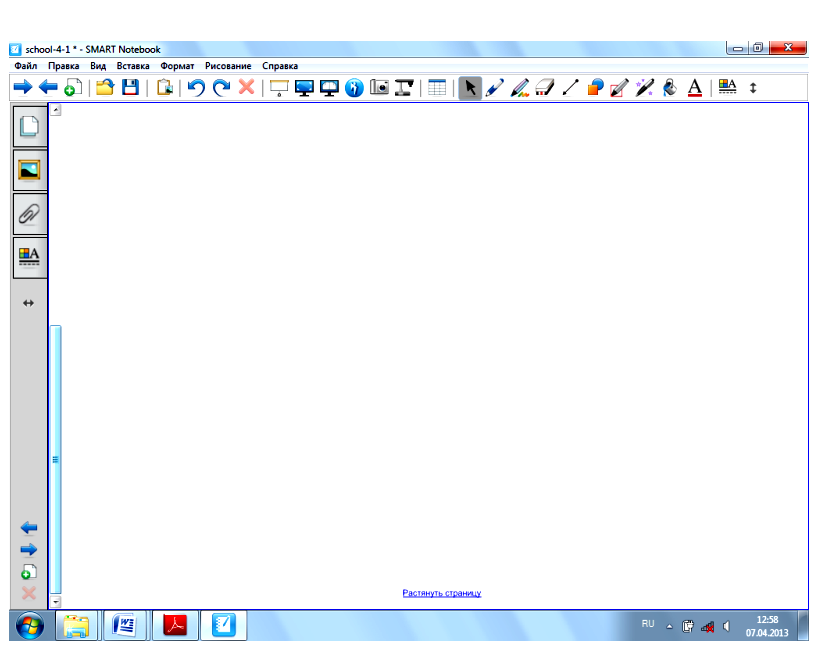 school-4-1 * - SMART Notebook
Файл Правка Вид Вставка Формат Рисование Справка
Растянуть страницу
RU
12:58
07.04.2013